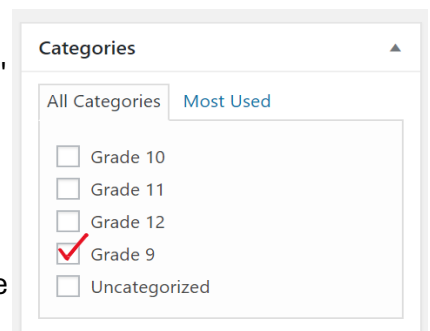 Categories
"
All Categories Most Used
Grade 10
Grade 11
Grade 12
Grade 9
e
Uncategorized